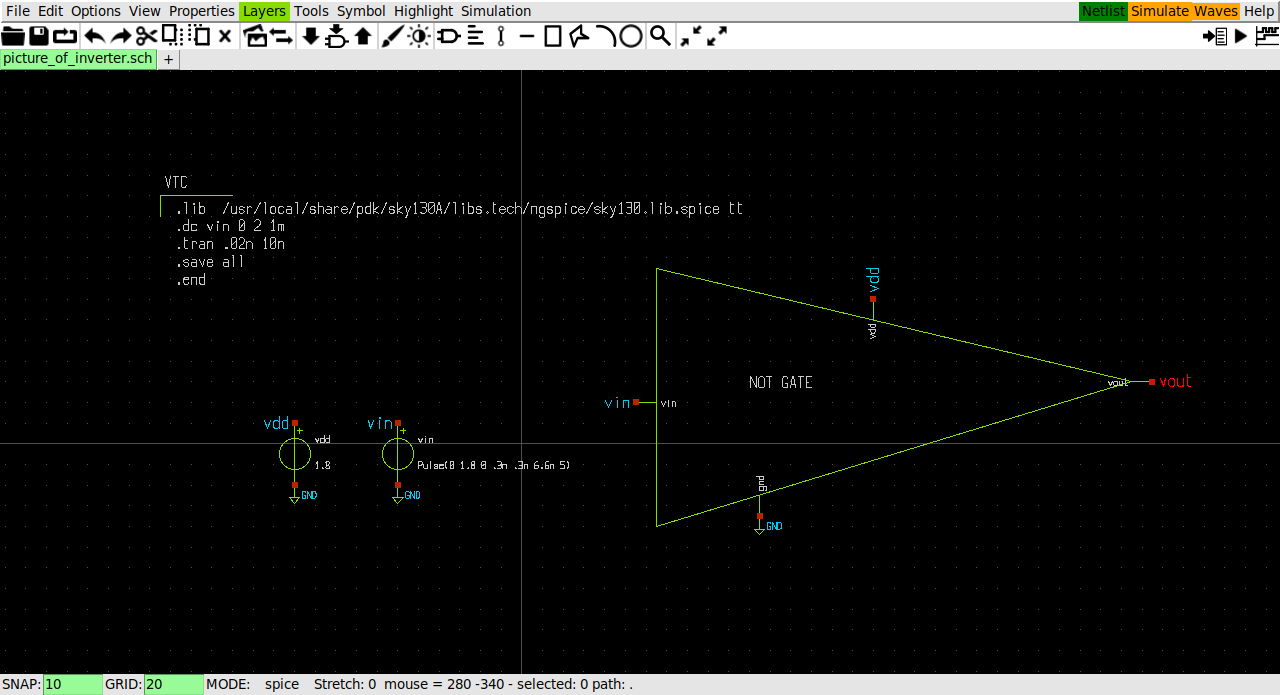 File Edit Options View Properties Layers Tools Symbol Highlight Simulation Netlist Simulate Waves Help
picture_of_inverter.sch +
VTC
.lib /usr/local/share/pdk/sky130A/libs.tech/ngspice/sky130.lib.spice tt
.dc vin 0 2 1m
.tran .02n 10n
.save all
.end
vdd
vdd
NOT GATE
vout
vout
vin
vin
vdd
vdd
1.8
GND
vin
vin
Pulse(0 1.8 0 .3n .3n 6.6n 5)
GND
gnd
GND
SNAP: 10 GRID: 20 MODE: spice Stretch: 0 mouse = 280 -340 - selected: 0 path: .